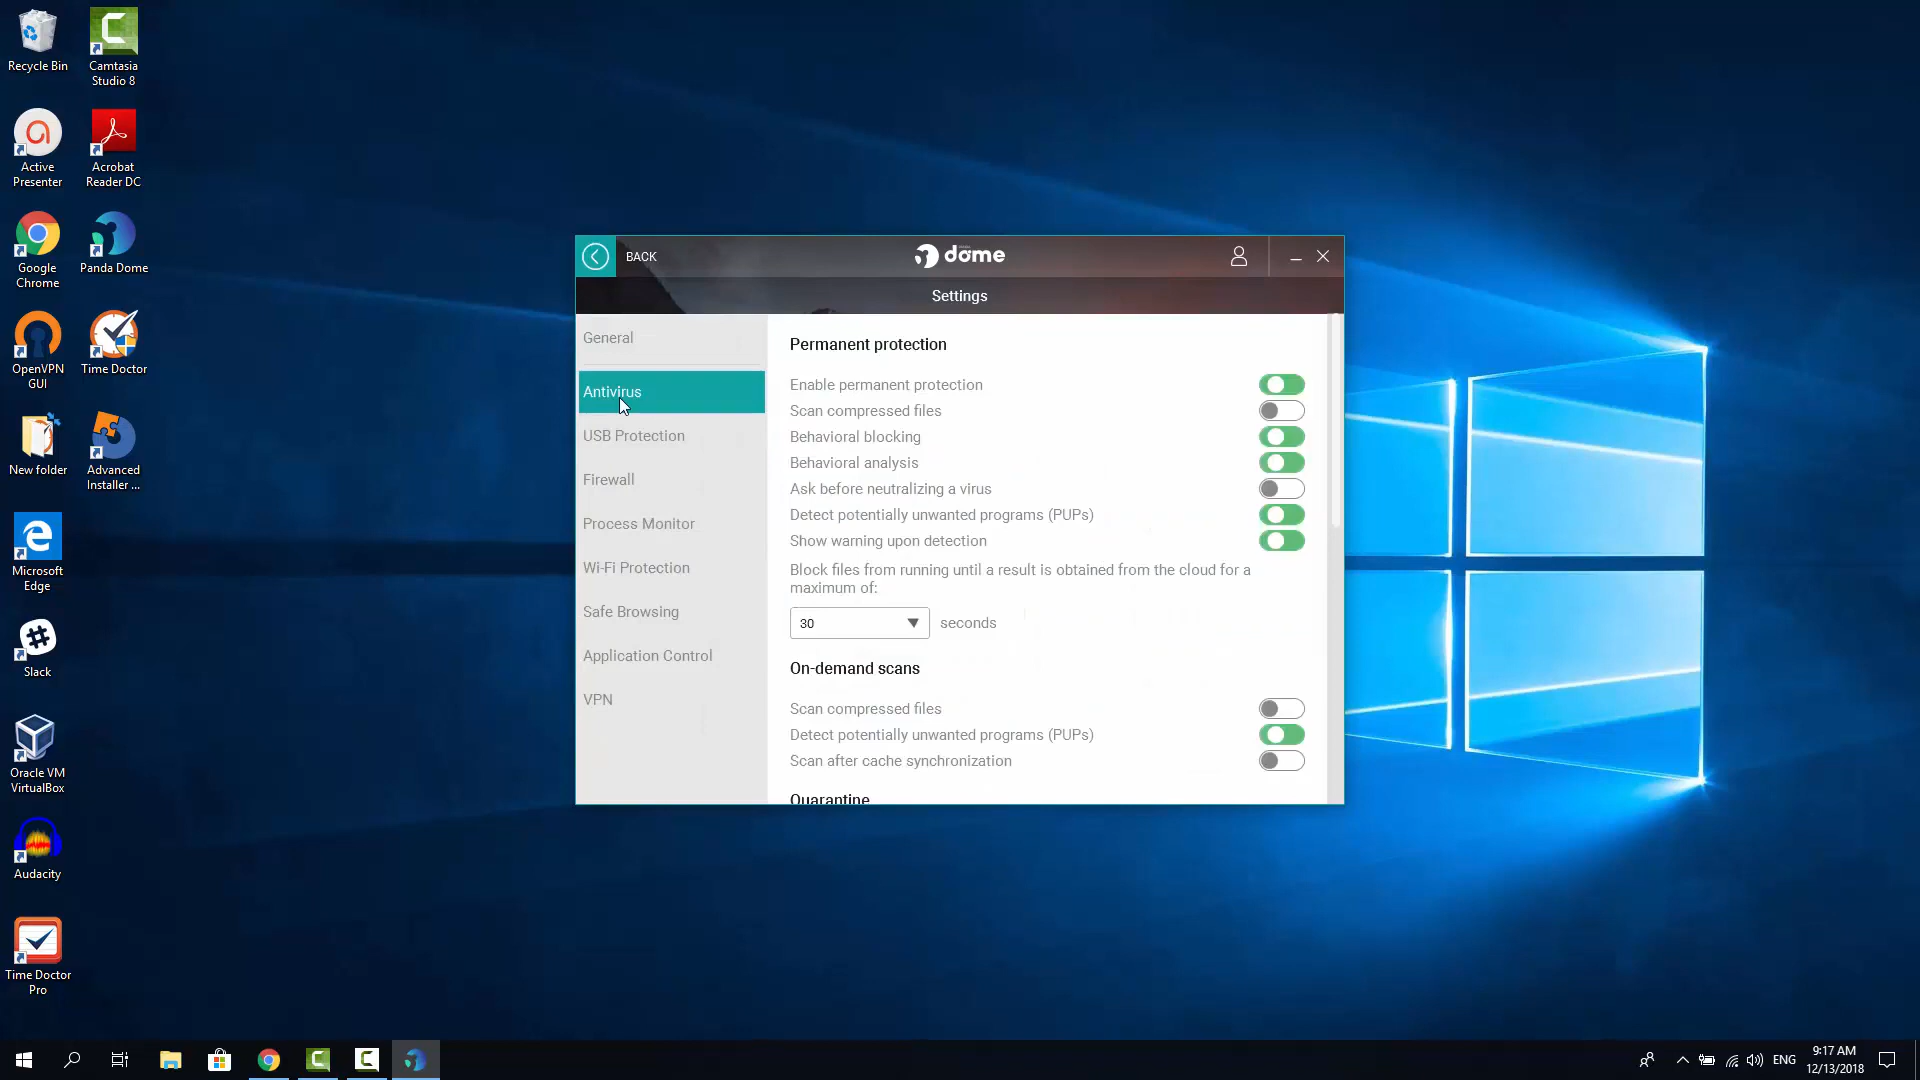 Recycle Bin
Camtasia
Studio 8
Active
Presenter
Acrobat
Reader DC
Google
Chrome
Panda Dome
OpenVPN
GUI
Time Doctor
New folder
Advanced
Installer ...
Microsoft
Edge
Slack
Oracle VM
VirtualBox
Audacity
Time Doctor
Pro
BACK
dome
Settings
General
Antivirus
USB Protection
Firewall
Process Monitor
Wi-Fi Protection
Safe Browsing
Application Control
VPN
Permanent protection
Enable permanent protection
Scan compressed files
Behavioral blocking
Behavioral analysis
Ask before neutralizing a virus
Detect potentially unwanted programs (PUPs)
Show warning upon detection
Block files from running until a result is obtained from the cloud for a
maximum of:
30 seconds
On-demand scans
Scan compressed files
Detect potentially unwanted programs (PUPs)
Scan after cache synchronization
Quarantine
ENG
9:17 AM
12/13/2018